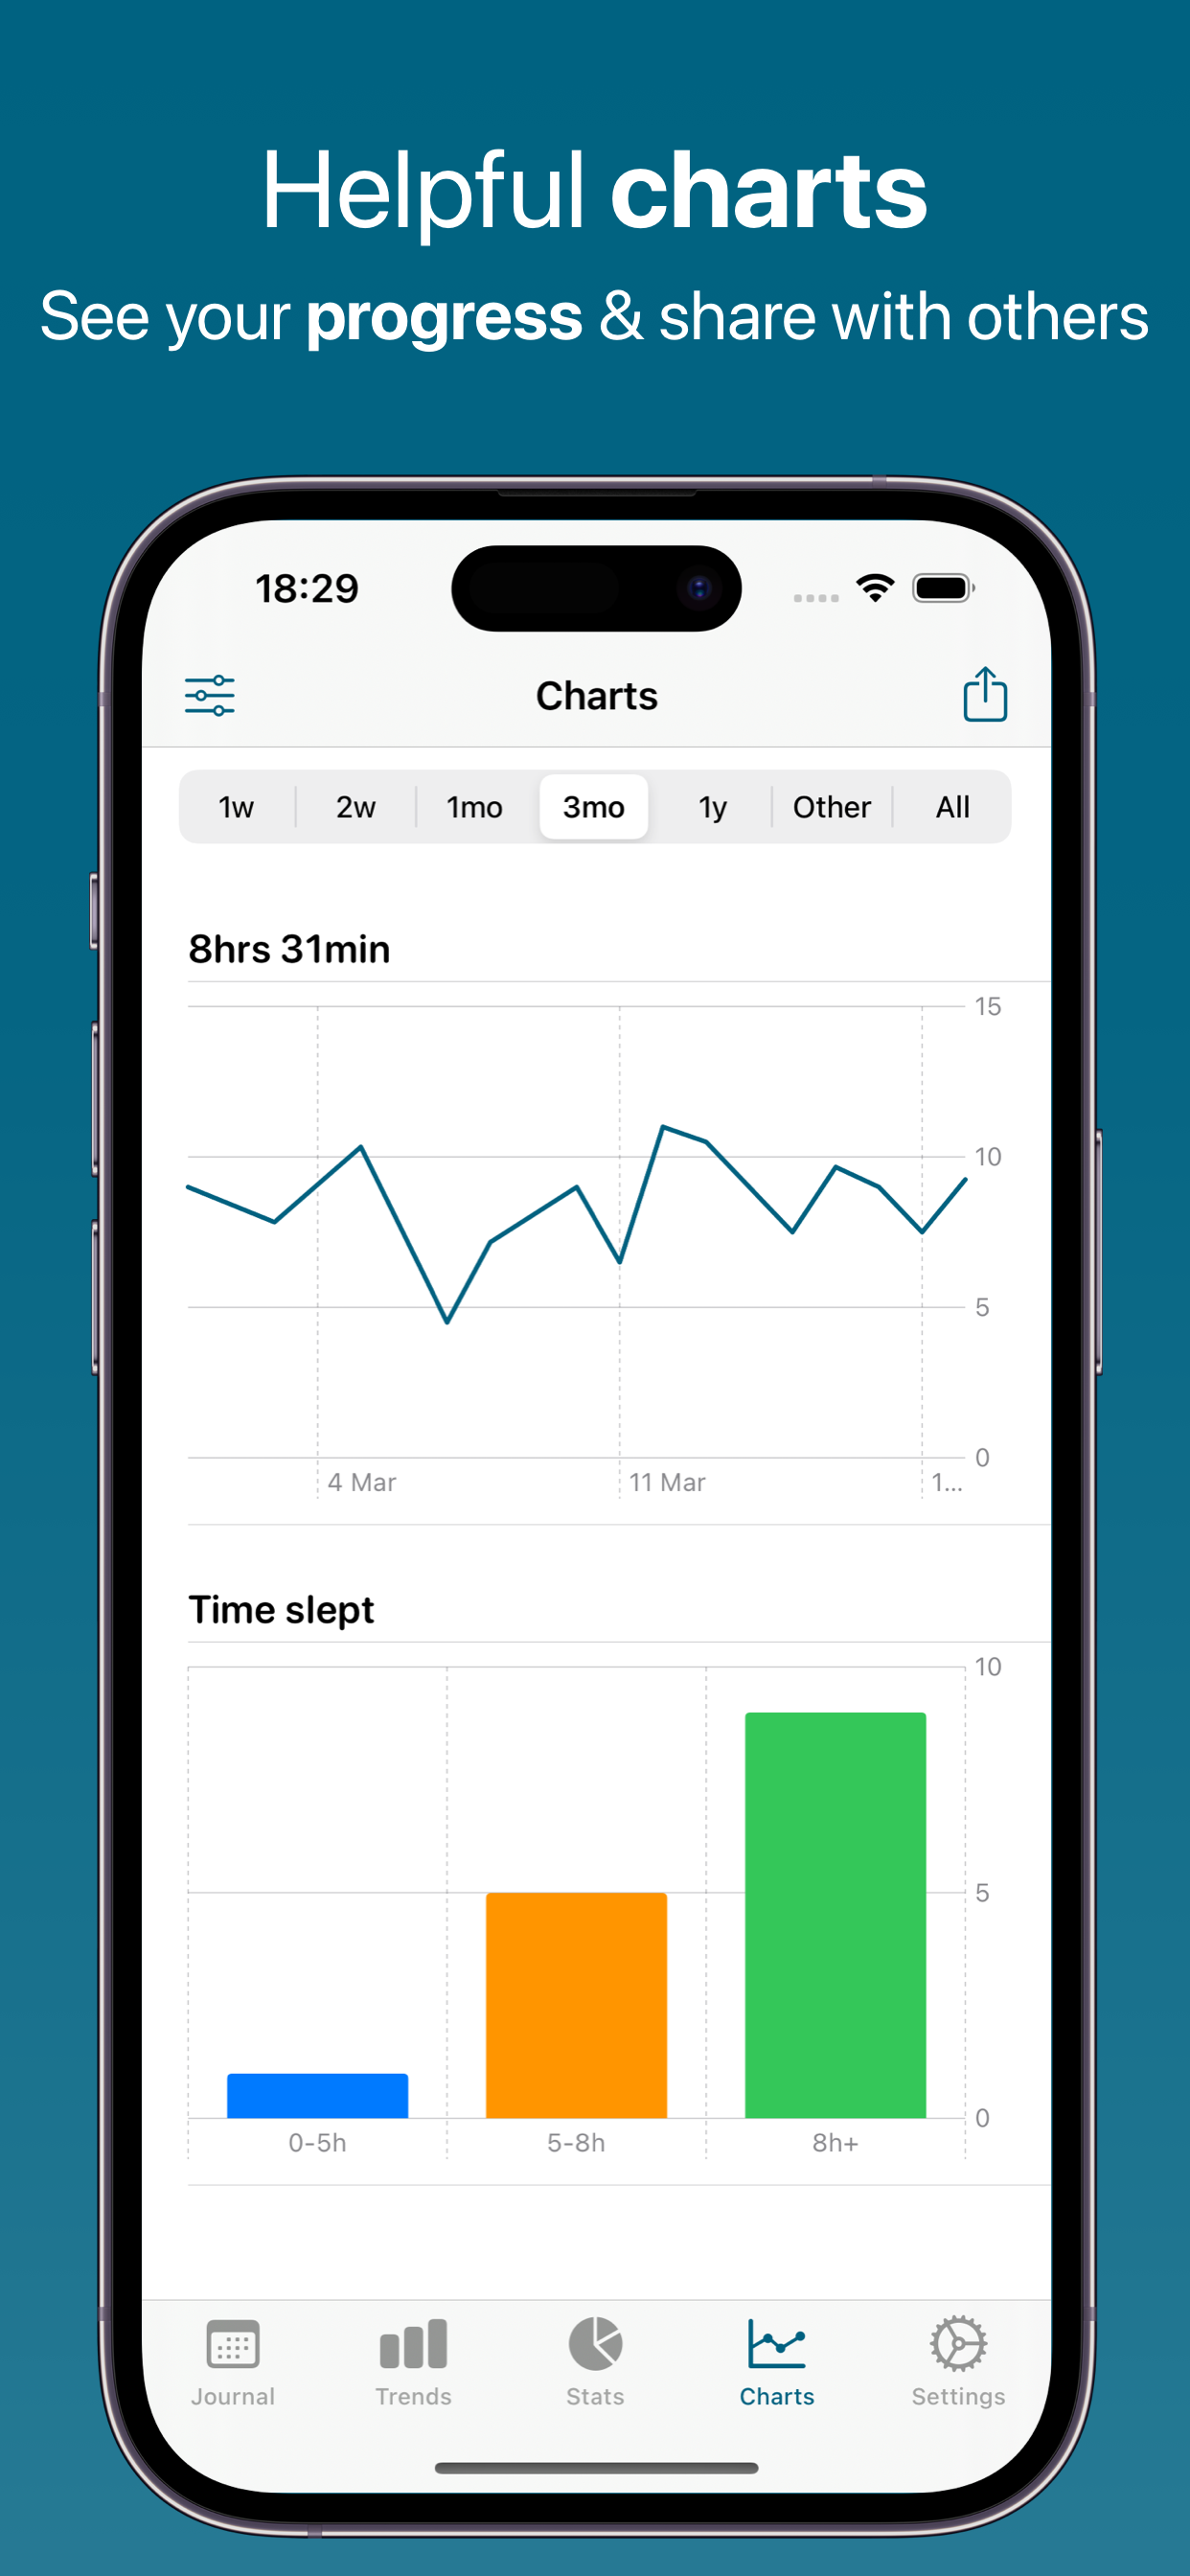 Helpful charts
See your progress & share with others
18:29
Charts
1w 2w 1mo 3mo 1y Other All
8hrs 31min
15
10
5
0
4 Mar 11 Mar 1...
Time slept
10
5
0
0-5h 5-8h 8h+
Journal Trends Stats Charts Settings